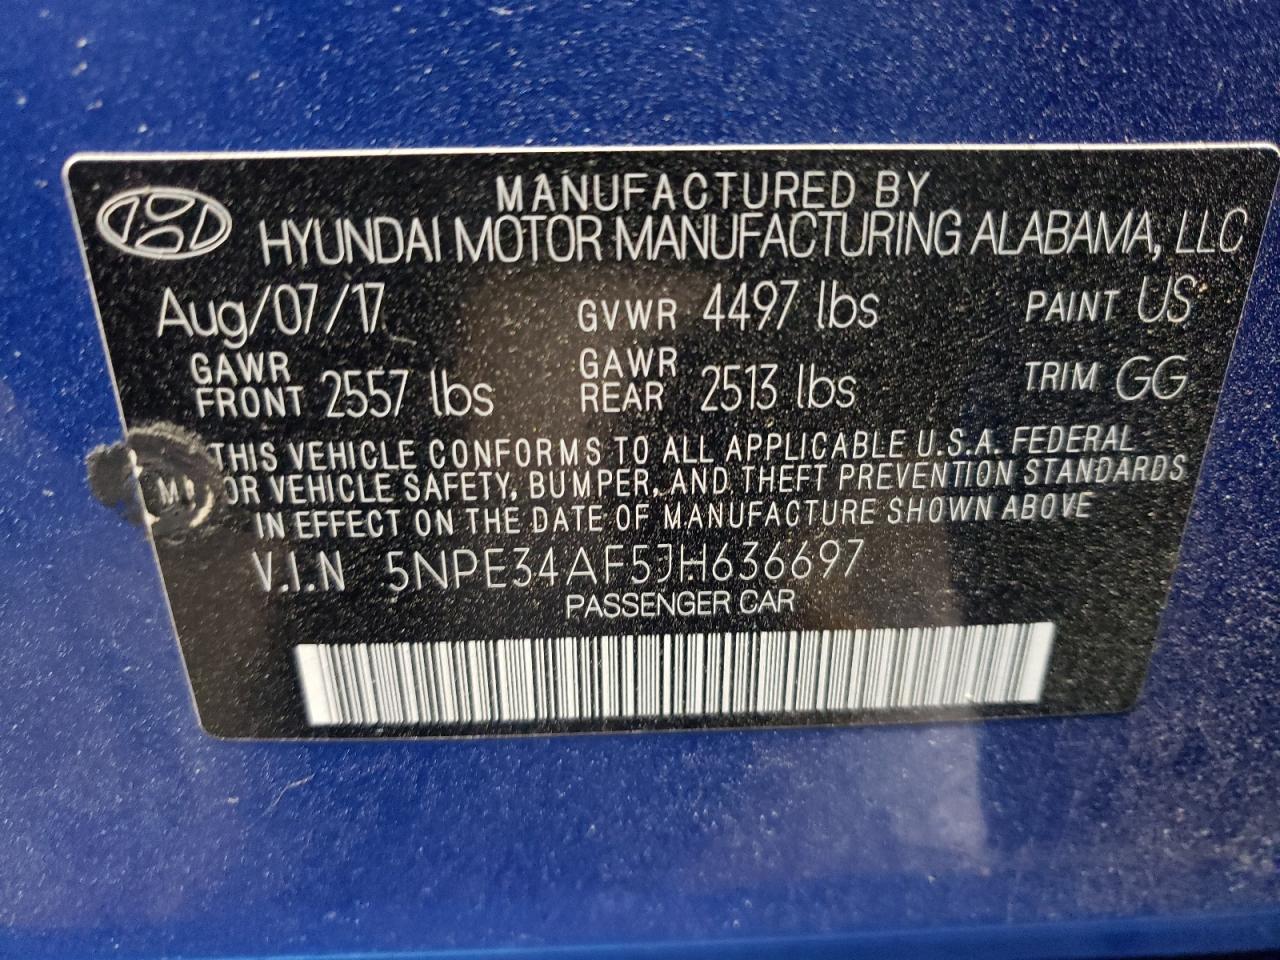 MANUFACTURED BY
HYUNDAI MOTOR MANUFACTURING ALABAMA, LLC
Aug/07/17 GVWR 4497 lbs PAINT US
GAWR FRONT 2557 lbs GAWR REAR 2513 lbs TRIM GG
THIS VEHICLE CONFORMS TO ALL APPLICABLE U.S.A. FEDERAL
M OR VEHICLE SAFETY, BUMPER, AND THEFT PREVENTION STANDARDS
IN EFFECT ON THE DATE OF MANUFACTURE SHOWN ABOVE
V.I.N 5NPE34AF5JH636697
PASSENGER CAR